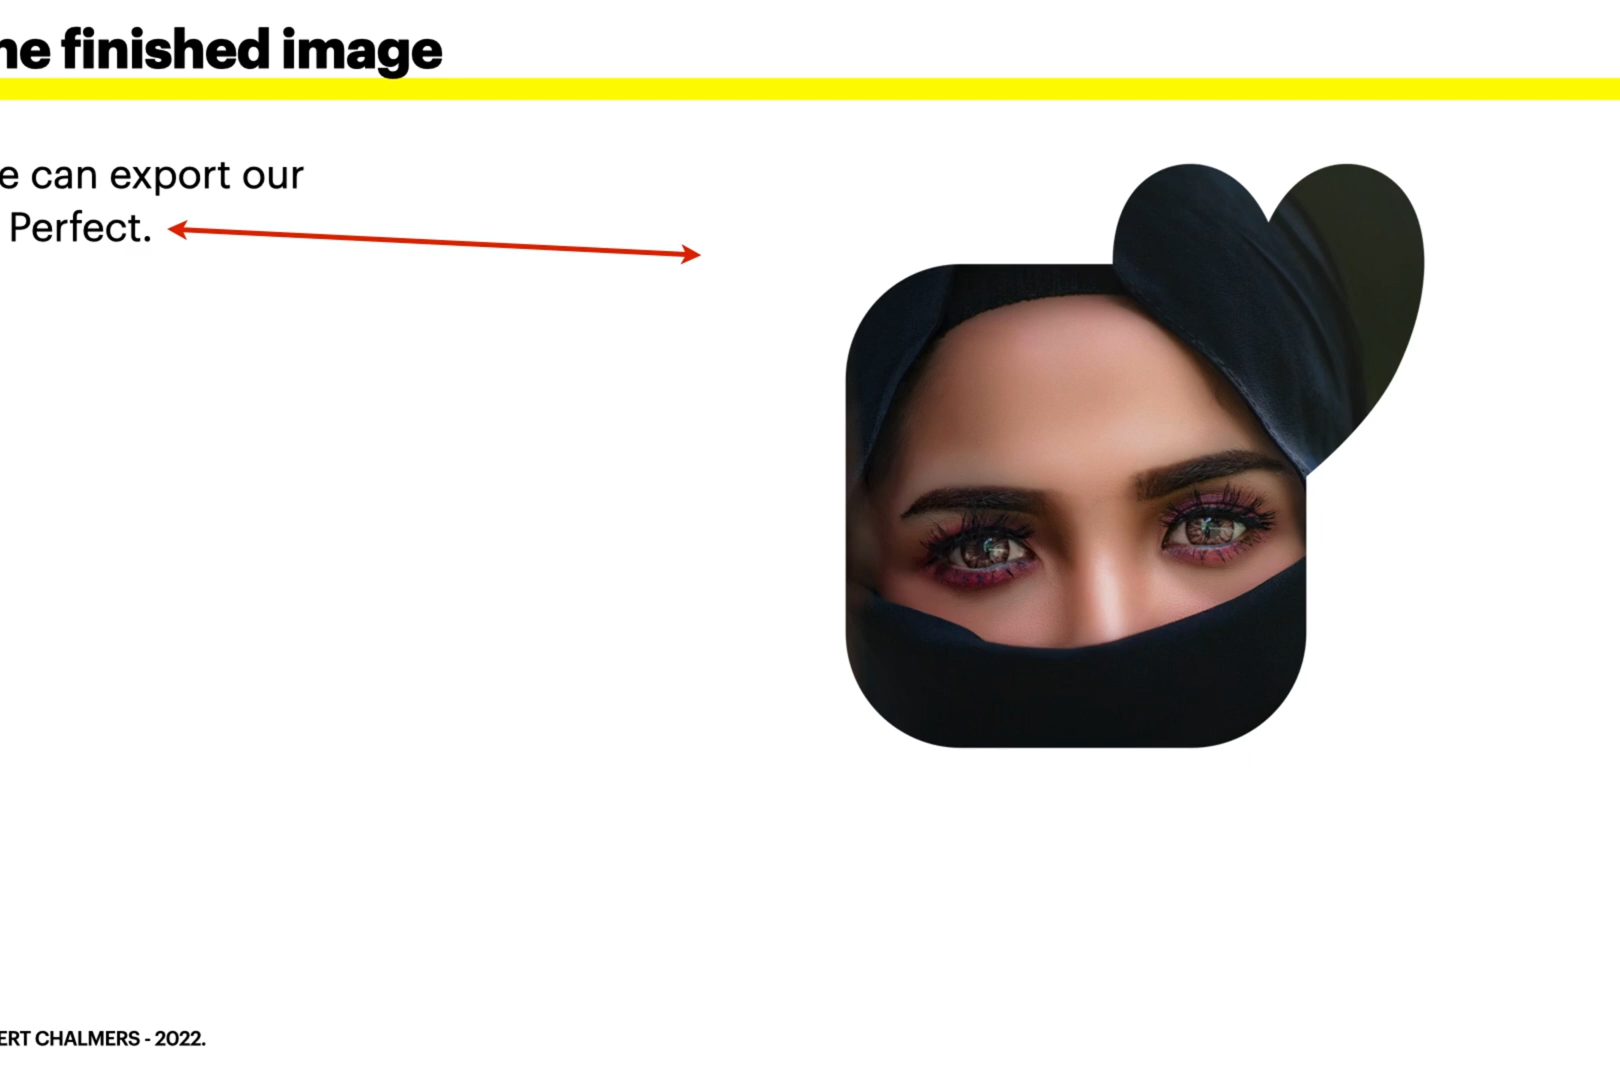 he finished image
e can export our
Perfect.
ERT CHALMERS - 2022.